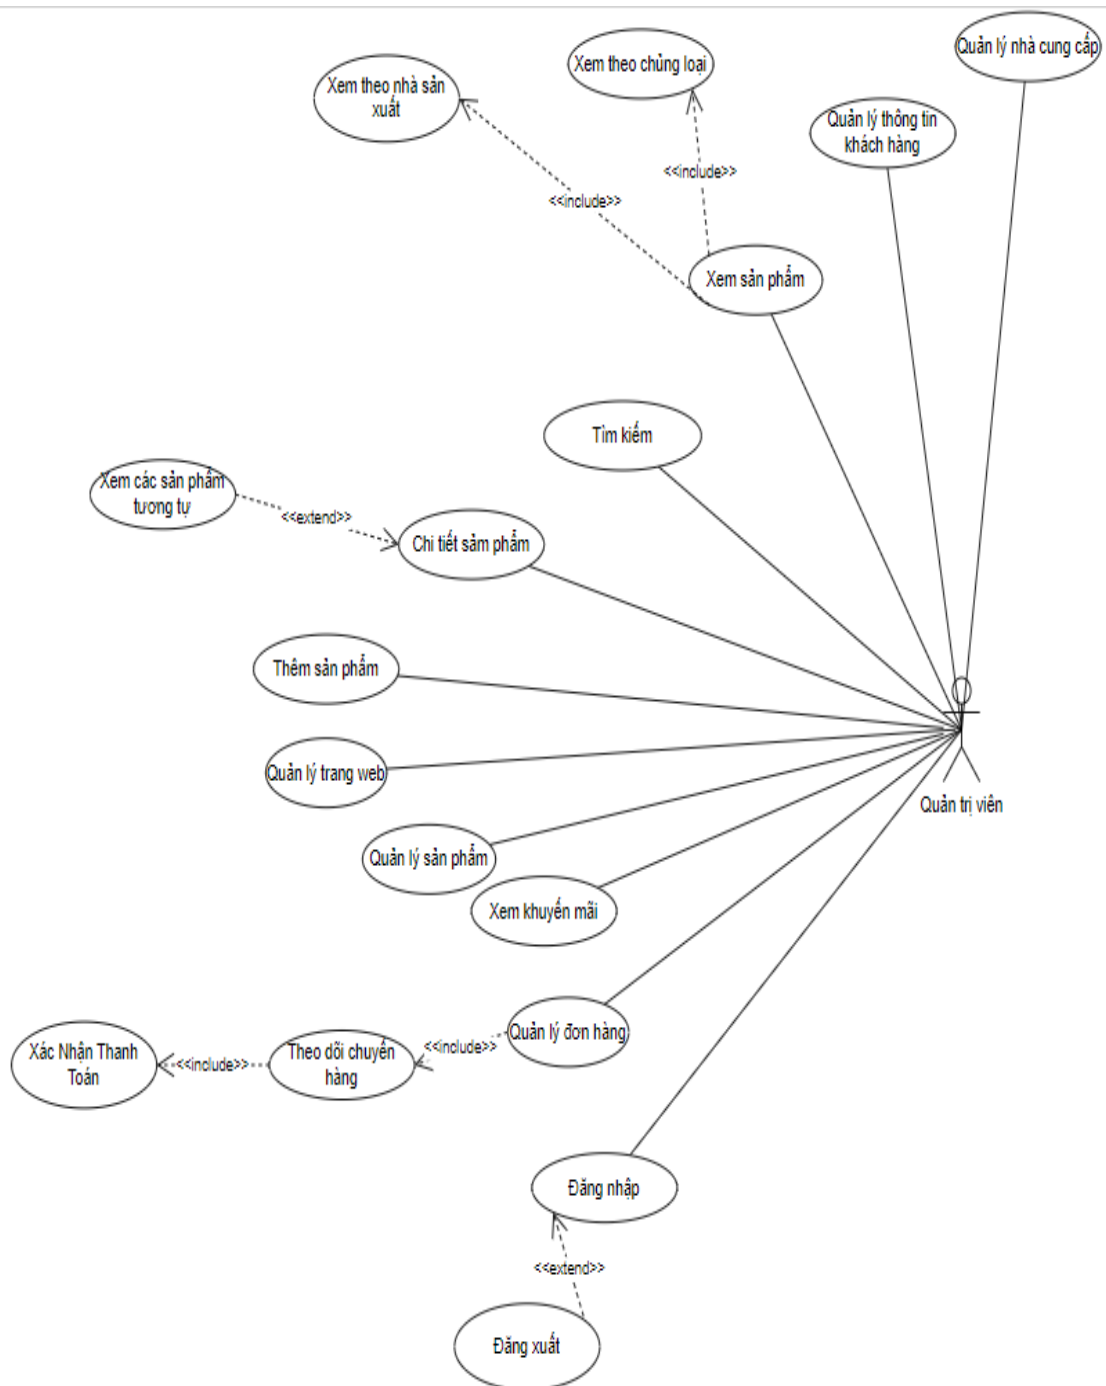 Quản lý nhà cung cấp
Xem theo chủng loại
Xem theo nhà sản
xuất
Quản lý thông tin
khách hàng
<<include>>
<<include>>
Xem sản phẩm
Tìm kiếm
Xem các sản phẩm
tương tự
<<extend>>
Chi tiết sảm phẩm
Thêm sản phẩm
Quản lý trang web
Quản trị viên
Quản lý sản phẩm
Xem khuyến mãi
Quản lý đơn hàng
<<include>>
Theo dõi chuyển
hàng
<<include>>
Xác Nhận Thanh
Toán
Đăng nhập
<<extend>>
Đăng xuất